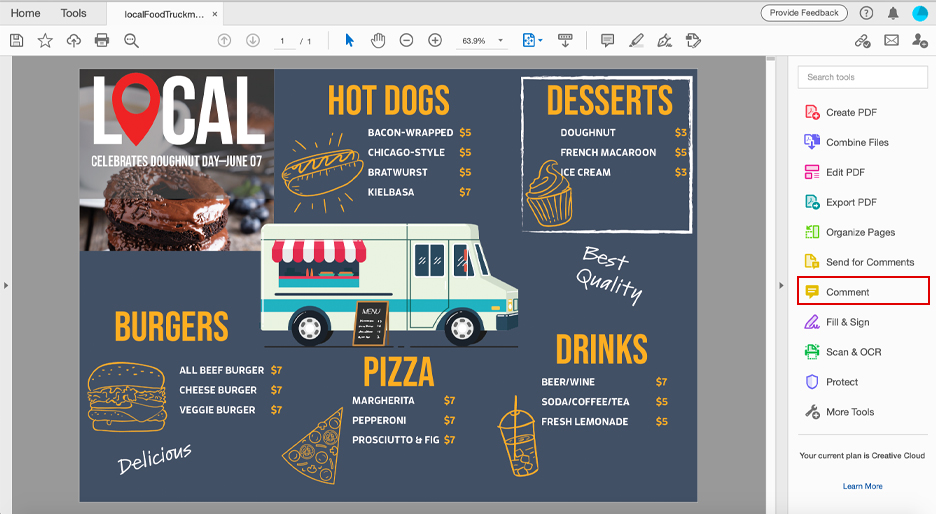 Home
Tools
localFoodTruckm... ×
Provide Feedback
?
1 / 1
63.9%
LOCAL
CELEBRATES DOUGHNUT DAY—JUNE 07
HOT DOGS
BACON-WRAPPED $5
CHICAGO-STYLE $5
BRATWURST $5
KIELBASA $7
DESSERTS
DOUGHNUT $3
FRENCH MACAROON $5
ICE CREAM $3
Best
Quality
MENU
BURGERS
ALL BEEF BURGER $7
CHEESE BURGER $7
VEGGIE BURGER $7
Delicious
PIZZA
MARGHERITA $7
PEPPERONI $7
PROSCIUTTO & FIG $7
DRINKS
BEER/WINE $7
SODA/COFFEE/TEA $5
FRESH LEMONADE $5
Search tools
Create PDF
Combine Files
Edit PDF
Export PDF
Organize Pages
Send for Comments
Comment
Fill & Sign
Scan & OCR
Protect
More Tools
Your current plan is Creative Cloud
Learn More